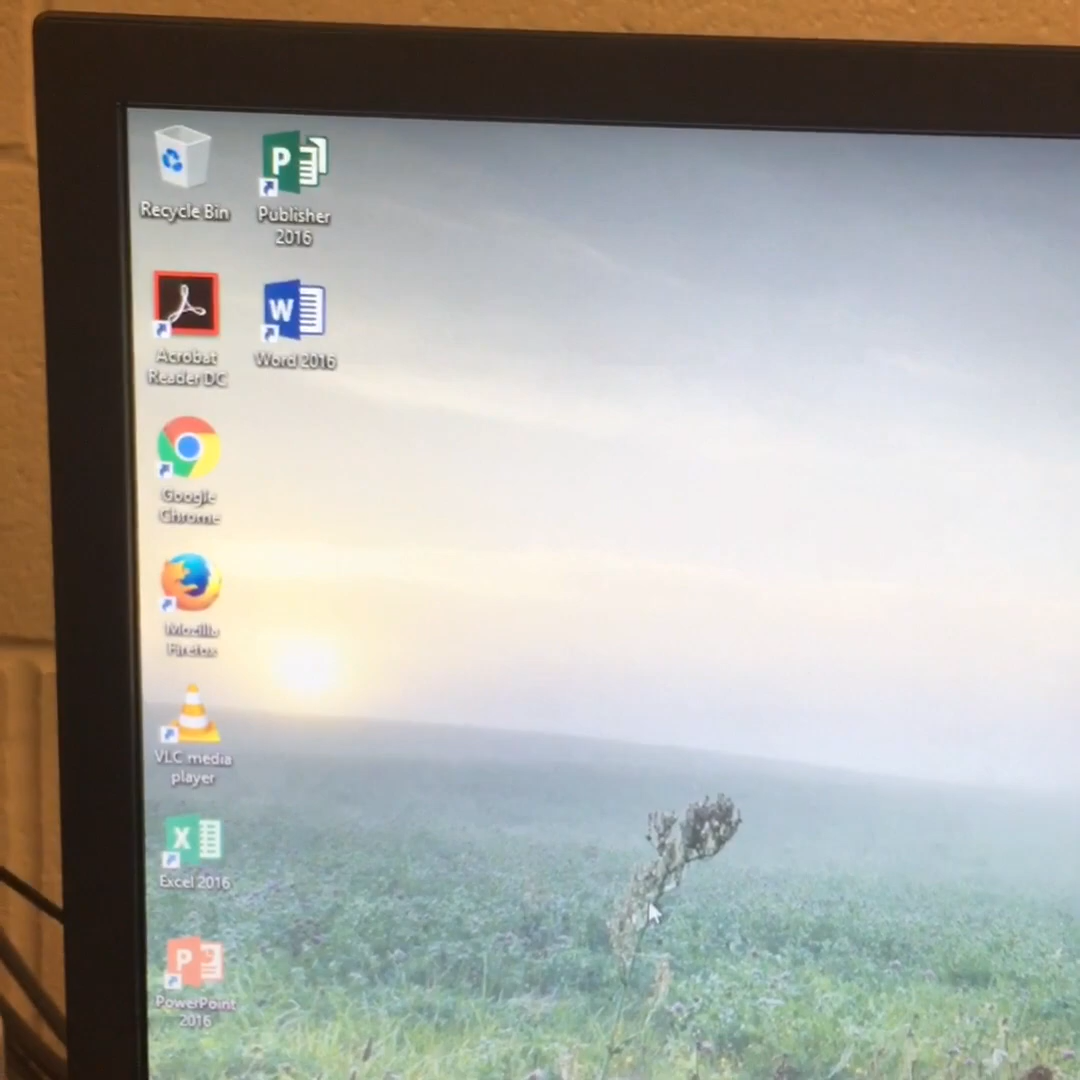 Recycle Bin
Acrobat
Reader DC
Google
Chrome
Mozilla
Firefox
VLC media
player
X
Excel 2016
P
PowerPoint
2016
P
Publisher
2016
W
Word 2016